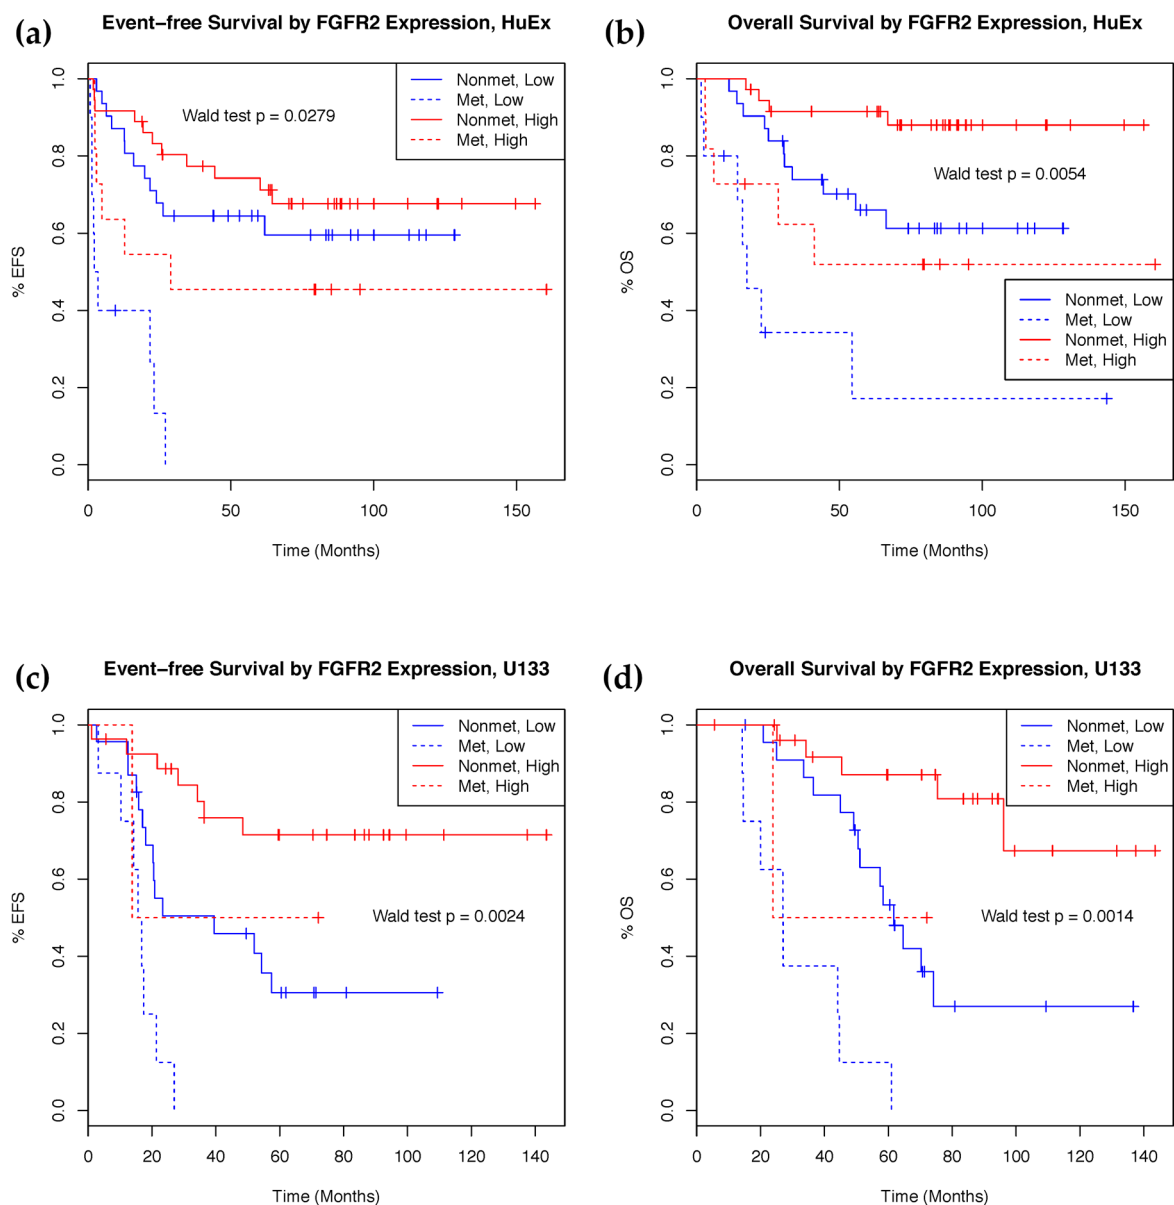 (a)
Event-free Survival by FGFR2 Expression, HuEx
% EFS
1.0
0.8
0.6
0.4
0.2
0.0
Nonmet, Low
Met, Low
Nonmet, High
Met, High
Wald test p = 0.0279
0 50 100 150
Time (Months)
(b)
Overall Survival by FGFR2 Expression, HuEx
% OS
1.0
0.8
0.6
0.4
0.2
0.0
Wald test p = 0.0054
Nonmet, Low
Met, Low
Nonmet, High
Met, High
0 50 100 150
Time (Months)
(c)
Event-free Survival by FGFR2 Expression, U133
% EFS
1.0
0.8
0.6
0.4
0.2
0.0
Nonmet, Low
Met, Low
Nonmet, High
Met, High
Wald test p = 0.0024
0 20 40 60 80 100 120 140
Time (Months)
(d)
Overall Survival by FGFR2 Expression, U133
% OS
1.0
0.8
0.6
0.4
0.2
0.0
Nonmet, Low
Met, Low
Nonmet, High
Met, High
Wald test p = 0.0014
0 20 40 60 80 100 120 140
Time (Months)